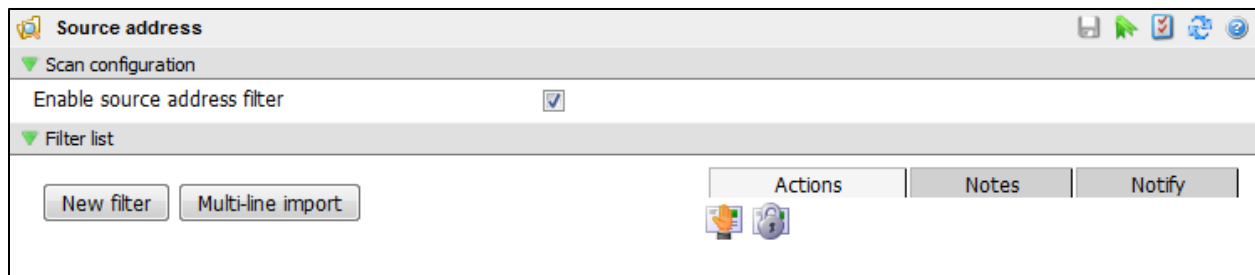 Source address
Scan configuration
Enable source address filter
Filter list
New filter
Multi-line import
Actions
Notes
Notify